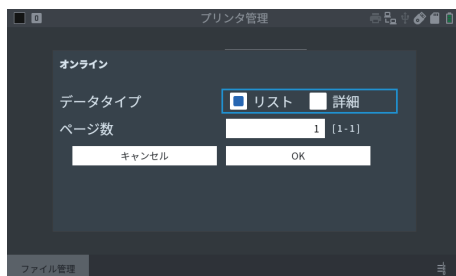 0 プリンタ管理
オンライン
データタイプ リスト 詳細
ページ数 1 [1-1]
キャンセル OK
ファイル管理